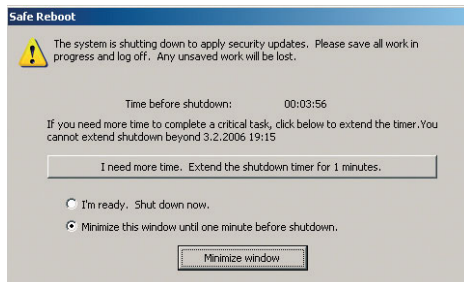 Safe Reboot
The system is shutting down to apply security updates. Please save all work in
progress and log off. Any unsaved work will be lost.
Time before shutdown: 00:03:56
If you need more time to complete a critical task, click below to extend the timer.You
cannot extend shutdown beyond 3.2.2006 19:15
I need more time. Extend the shutdown timer for 1 minutes.
I'm ready. Shut down now.
Minimize this window until one minute before shutdown.
Minimize window